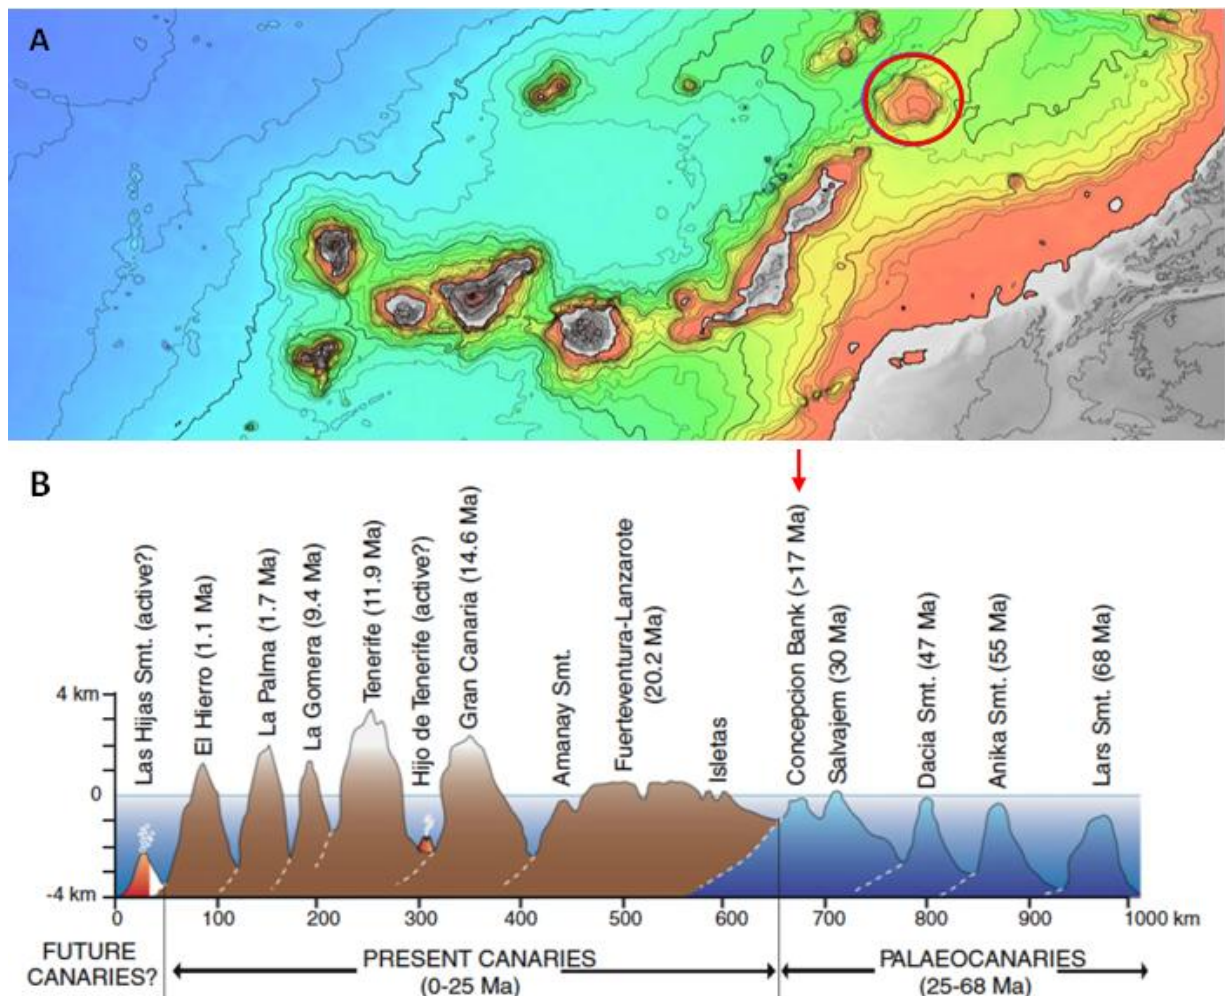 A
B
Las Hijas Smt. (active?)
El Hierro (1.1 Ma)
La Palma (1.7 Ma)
La Gomera (9.4 Ma)
Tenerife (11.9 Ma)
Hijo de Tenerife (active?)
Gran Canaria (14.6 Ma)
Amanay Smt.
Fuerteventura-Lanzarote
(20.2 Ma)
Isletas
Concepcion Bank (>17 Ma)
Salvajem (30 Ma)
Dacia Smt. (47 Ma)
Anika Smt. (55 Ma)
Lars Smt. (68 Ma)
4 km
0
-4 km
0 100 200 300 400 500 600 700 800 900 1000 km
FUTURE
CANARIES?
PRESENT CANARIES
(0-25 Ma)
PALAEOCANARIES
(25-68 Ma)